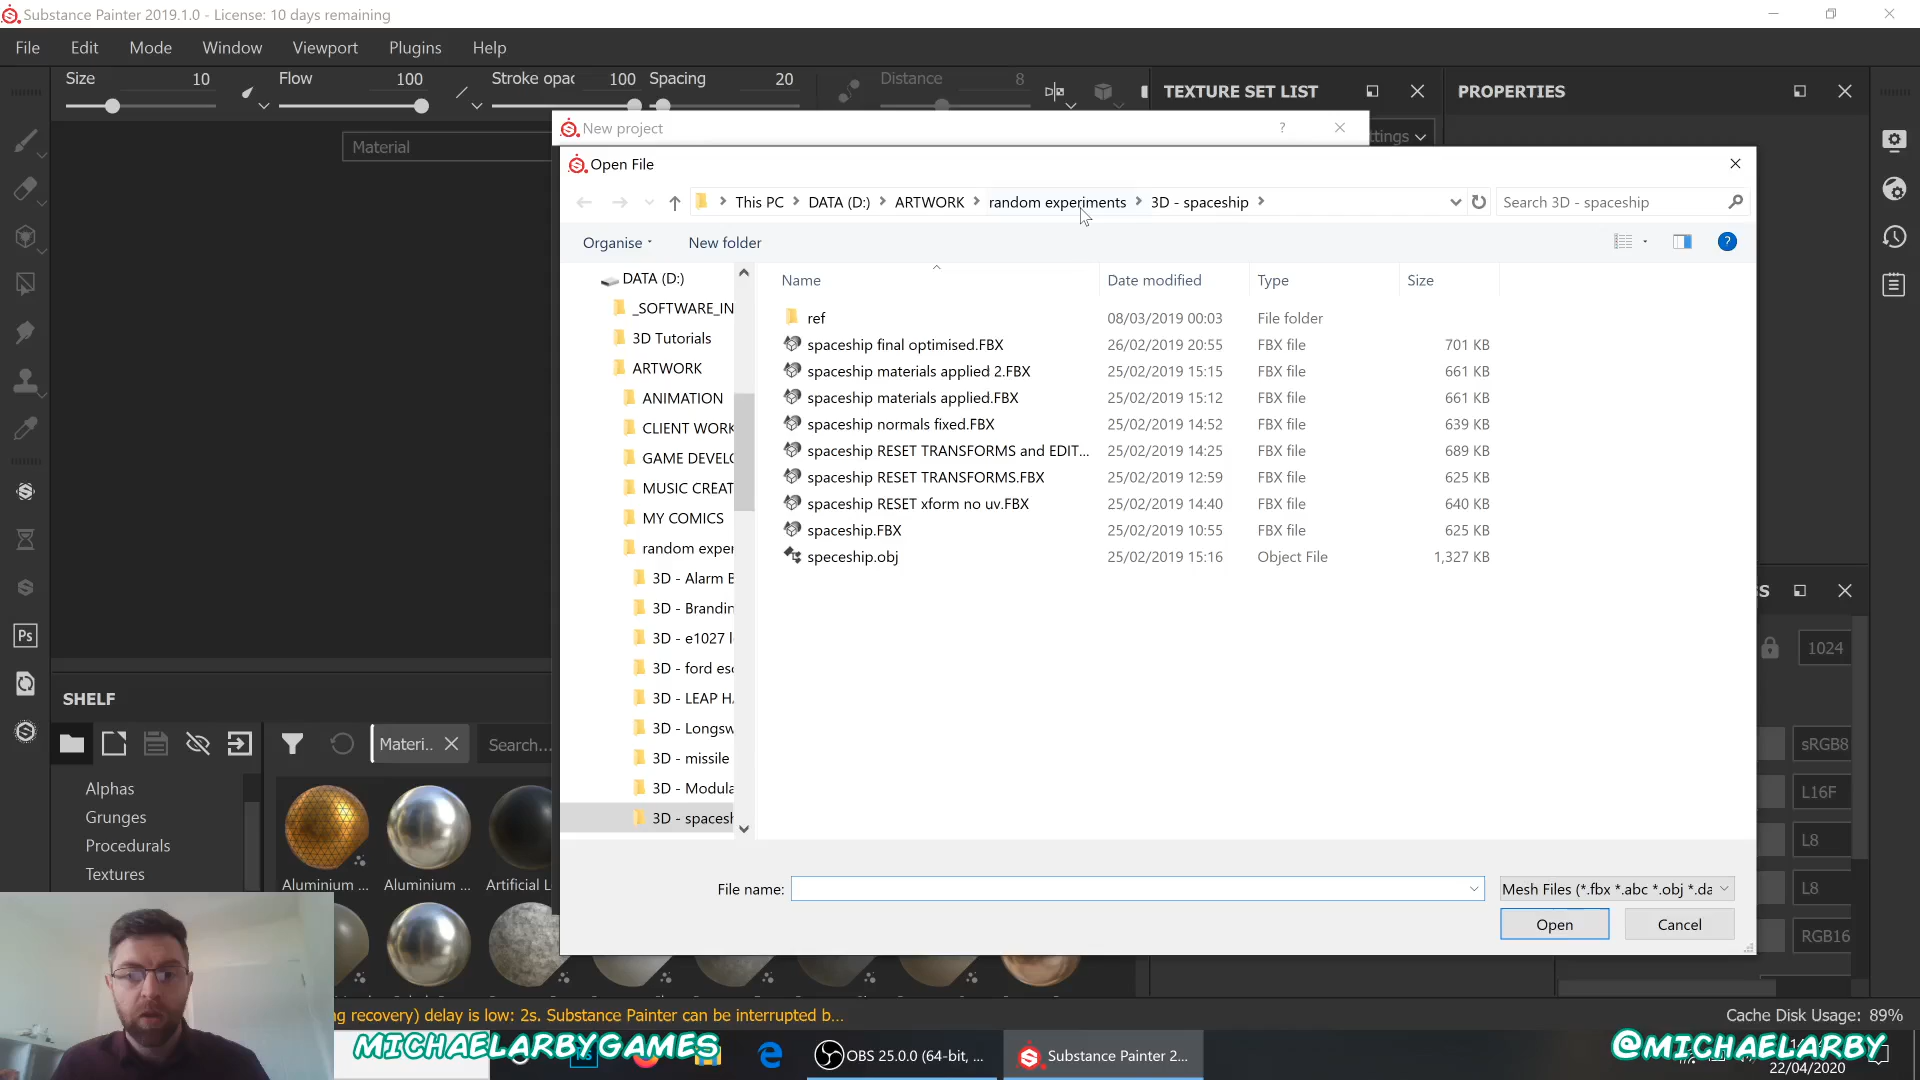 Substance Painter 2019.1.0 - License: 10 days remaining
File Edit Mode Window Viewport Plugins Help
Size 10 Flow 100 Stroke opac 100 Spacing 20 Distance 8
TEXTURE SET LIST PROPERTIES
Material
New project ?
ttings
Open File
This PC DATA (D:) ARTWORK random experiments 3D - spaceship Search 3D - spaceship
Organise New folder ?
Name Date modified Type Size
ref 08/03/2019 00:03 File folder
spaceship final optimised.FBX 26/02/2019 20:55 FBX file 701 KB
spaceship materials applied 2.FBX 25/02/2019 15:15 FBX file 661 KB
spaceship materials applied.FBX 25/02/2019 15:12 FBX file 661 KB
spaceship normals fixed.FBX 25/02/2019 14:52 FBX file 639 KB
spaceship RESET TRANSFORMS and EDIT... 25/02/2019 14:25 FBX file 689 KB
spaceship RESET TRANSFORMS.FBX 25/02/2019 12:59 FBX file 625 KB
spaceship RESET xform no uv.FBX 25/02/2019 14:40 FBX file 640 KB
spaceship.FBX 25/02/2019 10:55 FBX file 625 KB
speceship.obj 25/02/2019 15:16 Object File 1,327 KB
DATA (D:)
_SOFTWARE_IN
3D Tutorials
ARTWORK
ANIMATION
CLIENT WORK
GAME DEVELO
MUSIC CREAT
MY COMICS
random exper
3D - Alarm B
3D - Brandin
3D - e1027 l
3D - ford esc
3D - LEAP H
3D - Longsw
3D - missile
3D - Modula
3D - spacesh
File name: Mesh Files (*.fbx *.abc *.obj *.da
Open Cancel
Ps
1024
sRGB8
L16F
L8
L8
RGB16
SHELF
Materi.. Search...
Alphas
Grunges
Procedurals
Textures
Aluminium ... Aluminium ... Artificial L
g recovery) delay is low: 2s. Substance Painter can be interrupted b...
Cache Disk Usage: 89%
MICHAELARBYGAMES
OBS 25.0.0 (64-bit, ...
Substance Painter 2...
@MICHAELARBY
22/04/2020